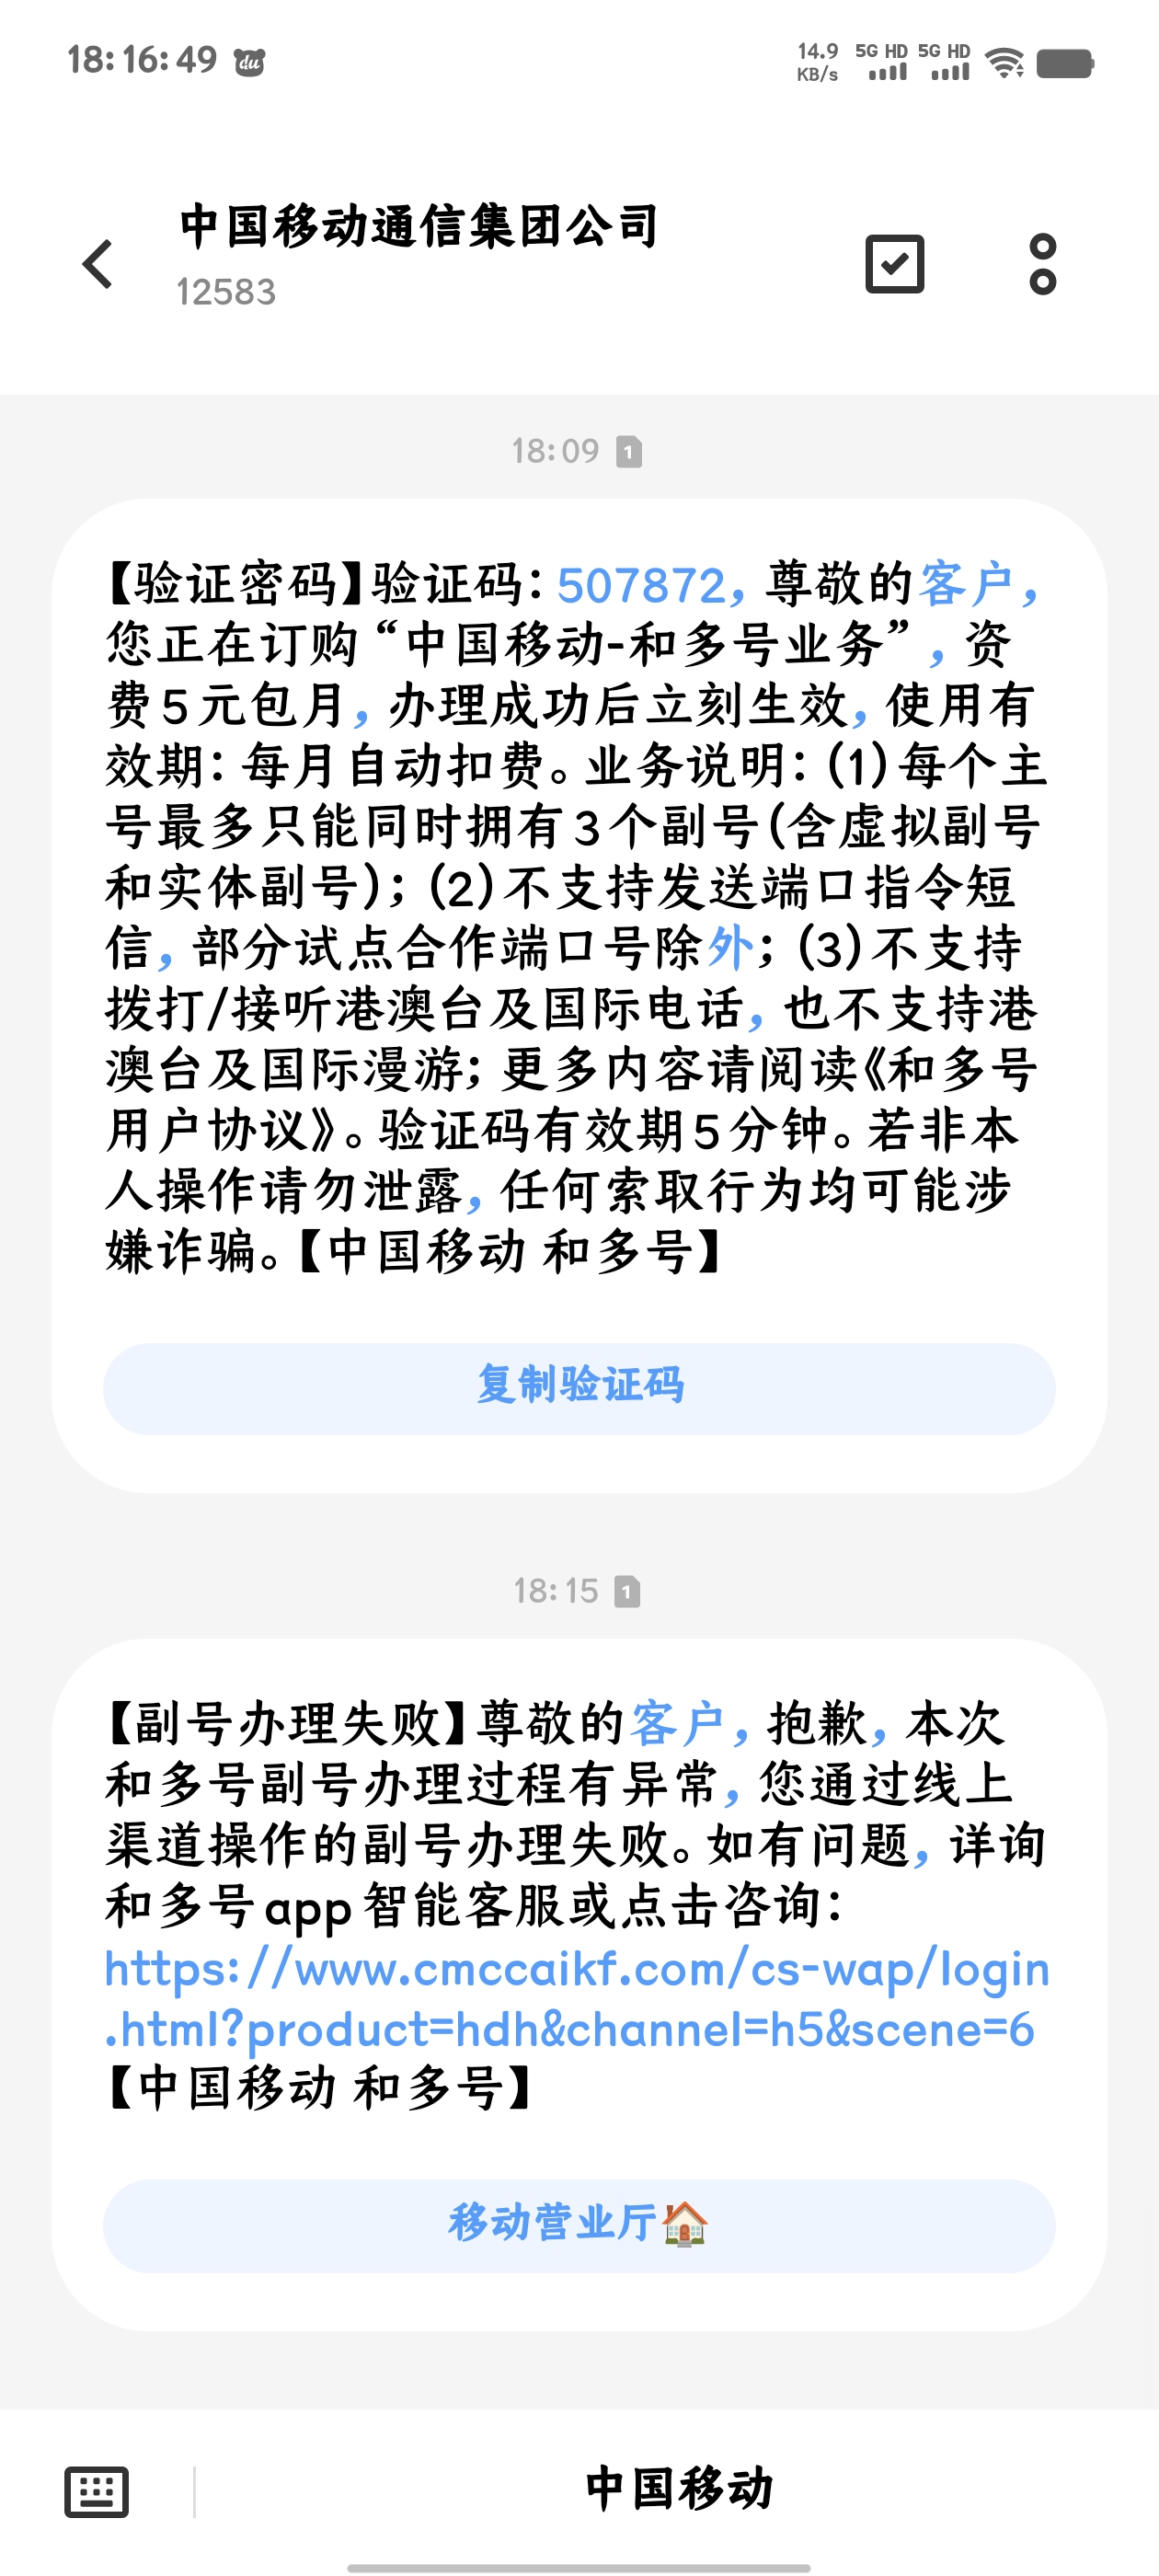 18:16:49 du 14.9 KB/s 5G HD 5G HD
中国移动通信集团公司
12583
18:09 1
【验证密码】验证码：507872，尊敬的客户，
您正在订购“中国移动-和多号业务”，资
费5元包月，办理成功后立刻生效，使用有
效期：每月自动扣费。业务说明：(1)每个主
号最多只能同时拥有3个副号(含虚拟副号
和实体副号)；(2)不支持发送端口指令短
信，部分试点合作端口号除外；(3)不支持
拨打/接听港澳台及国际电话，也不支持港
澳台及国际漫游；更多内容请阅读《和多号
用户协议》。验证码有效期5分钟。若非本
人操作请勿泄露，任何索取行为均可能涉
嫌诈骗。【中国移动 和多号】
复制验证码
18:15 1
【副号办理失败】尊敬的客户，抱歉，本次
和多号副号办理过程有异常，您通过线上
渠道操作的副号办理失败。如有问题，详询
和多号app智能客服或点击咨询：
https://www.cmccaikf.com/cs-wap/login
.html?product=hdh&channel=h5&scene=6
【中国移动 和多号】
移动营业厅🏠
中国移动